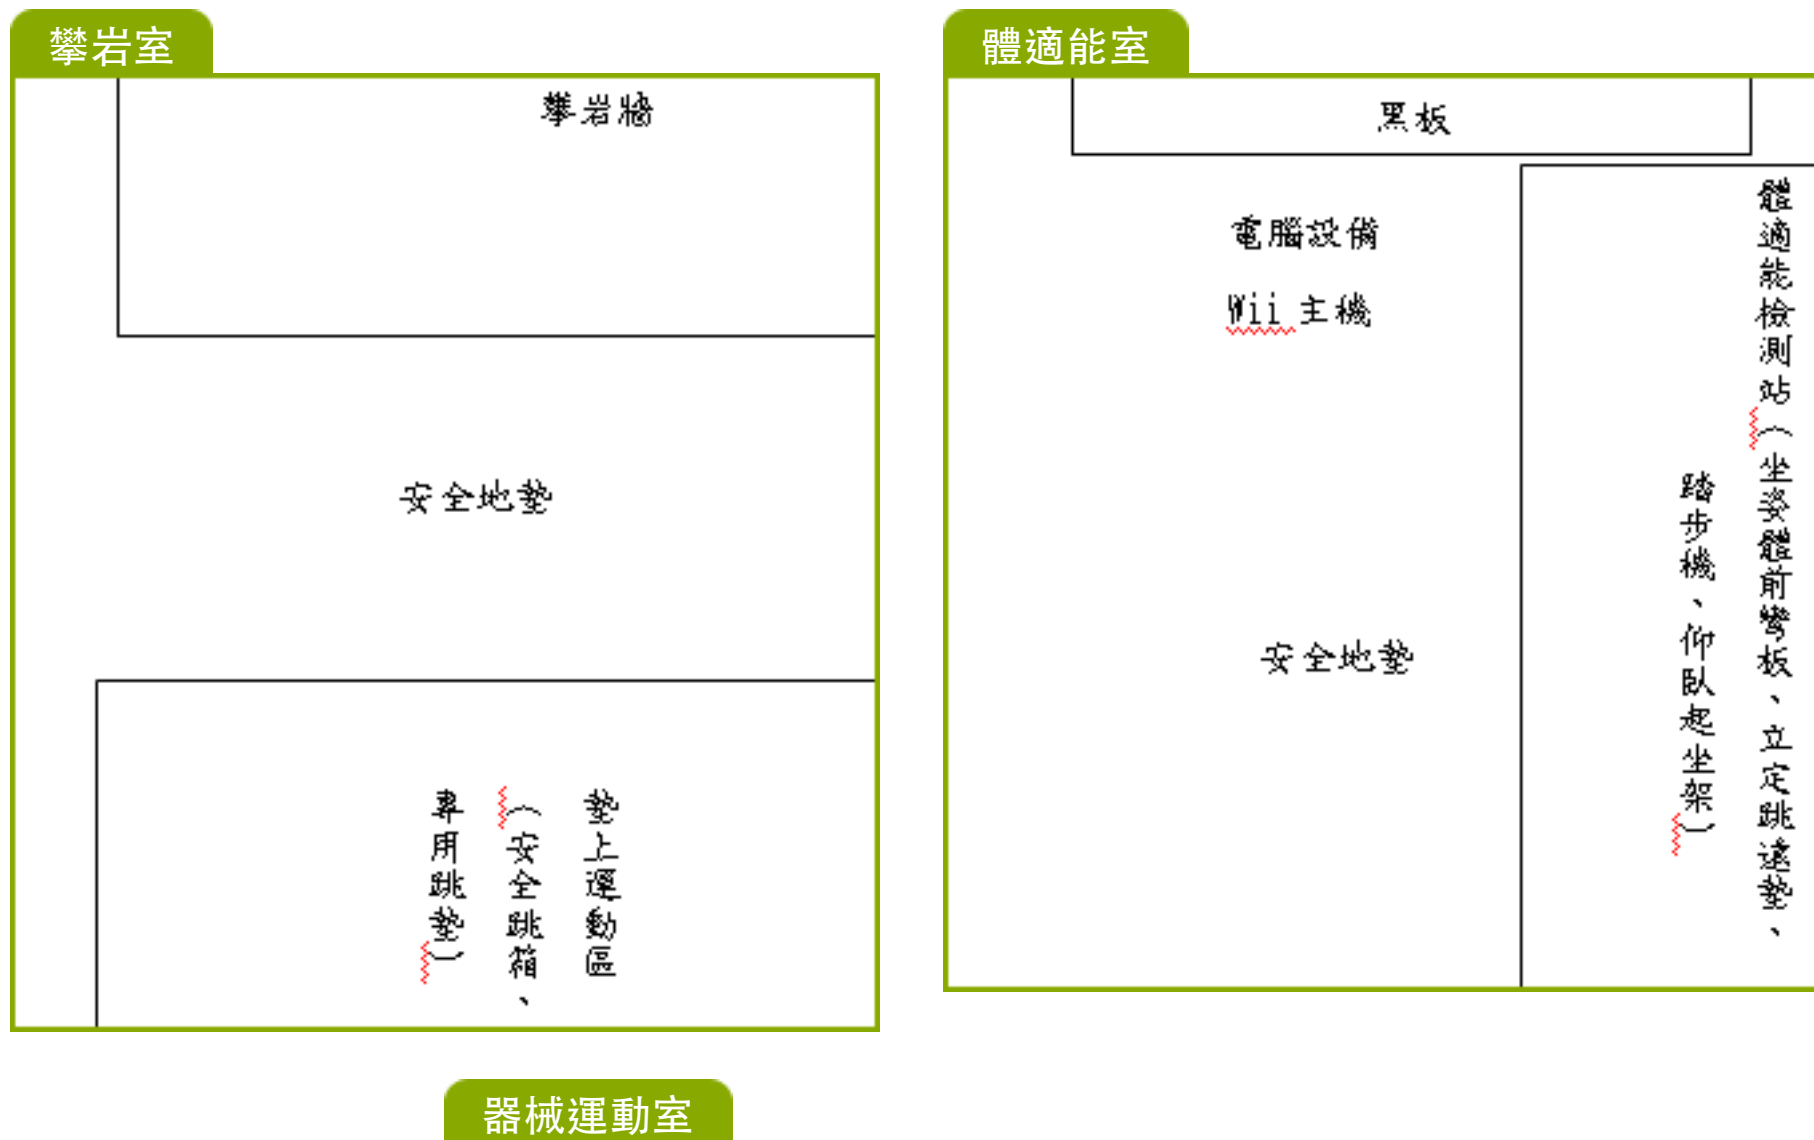 攀岩室
攀岩牆
安全地墊
墊上運動區
（安全跳箱、
專用跳墊）
體適能室
黑板
電腦設備
Wii 主機
安全地墊
體適能檢測站（坐姿體前彎板、立定跳遠墊、
踏步機、仰臥起坐架）
器械運動室